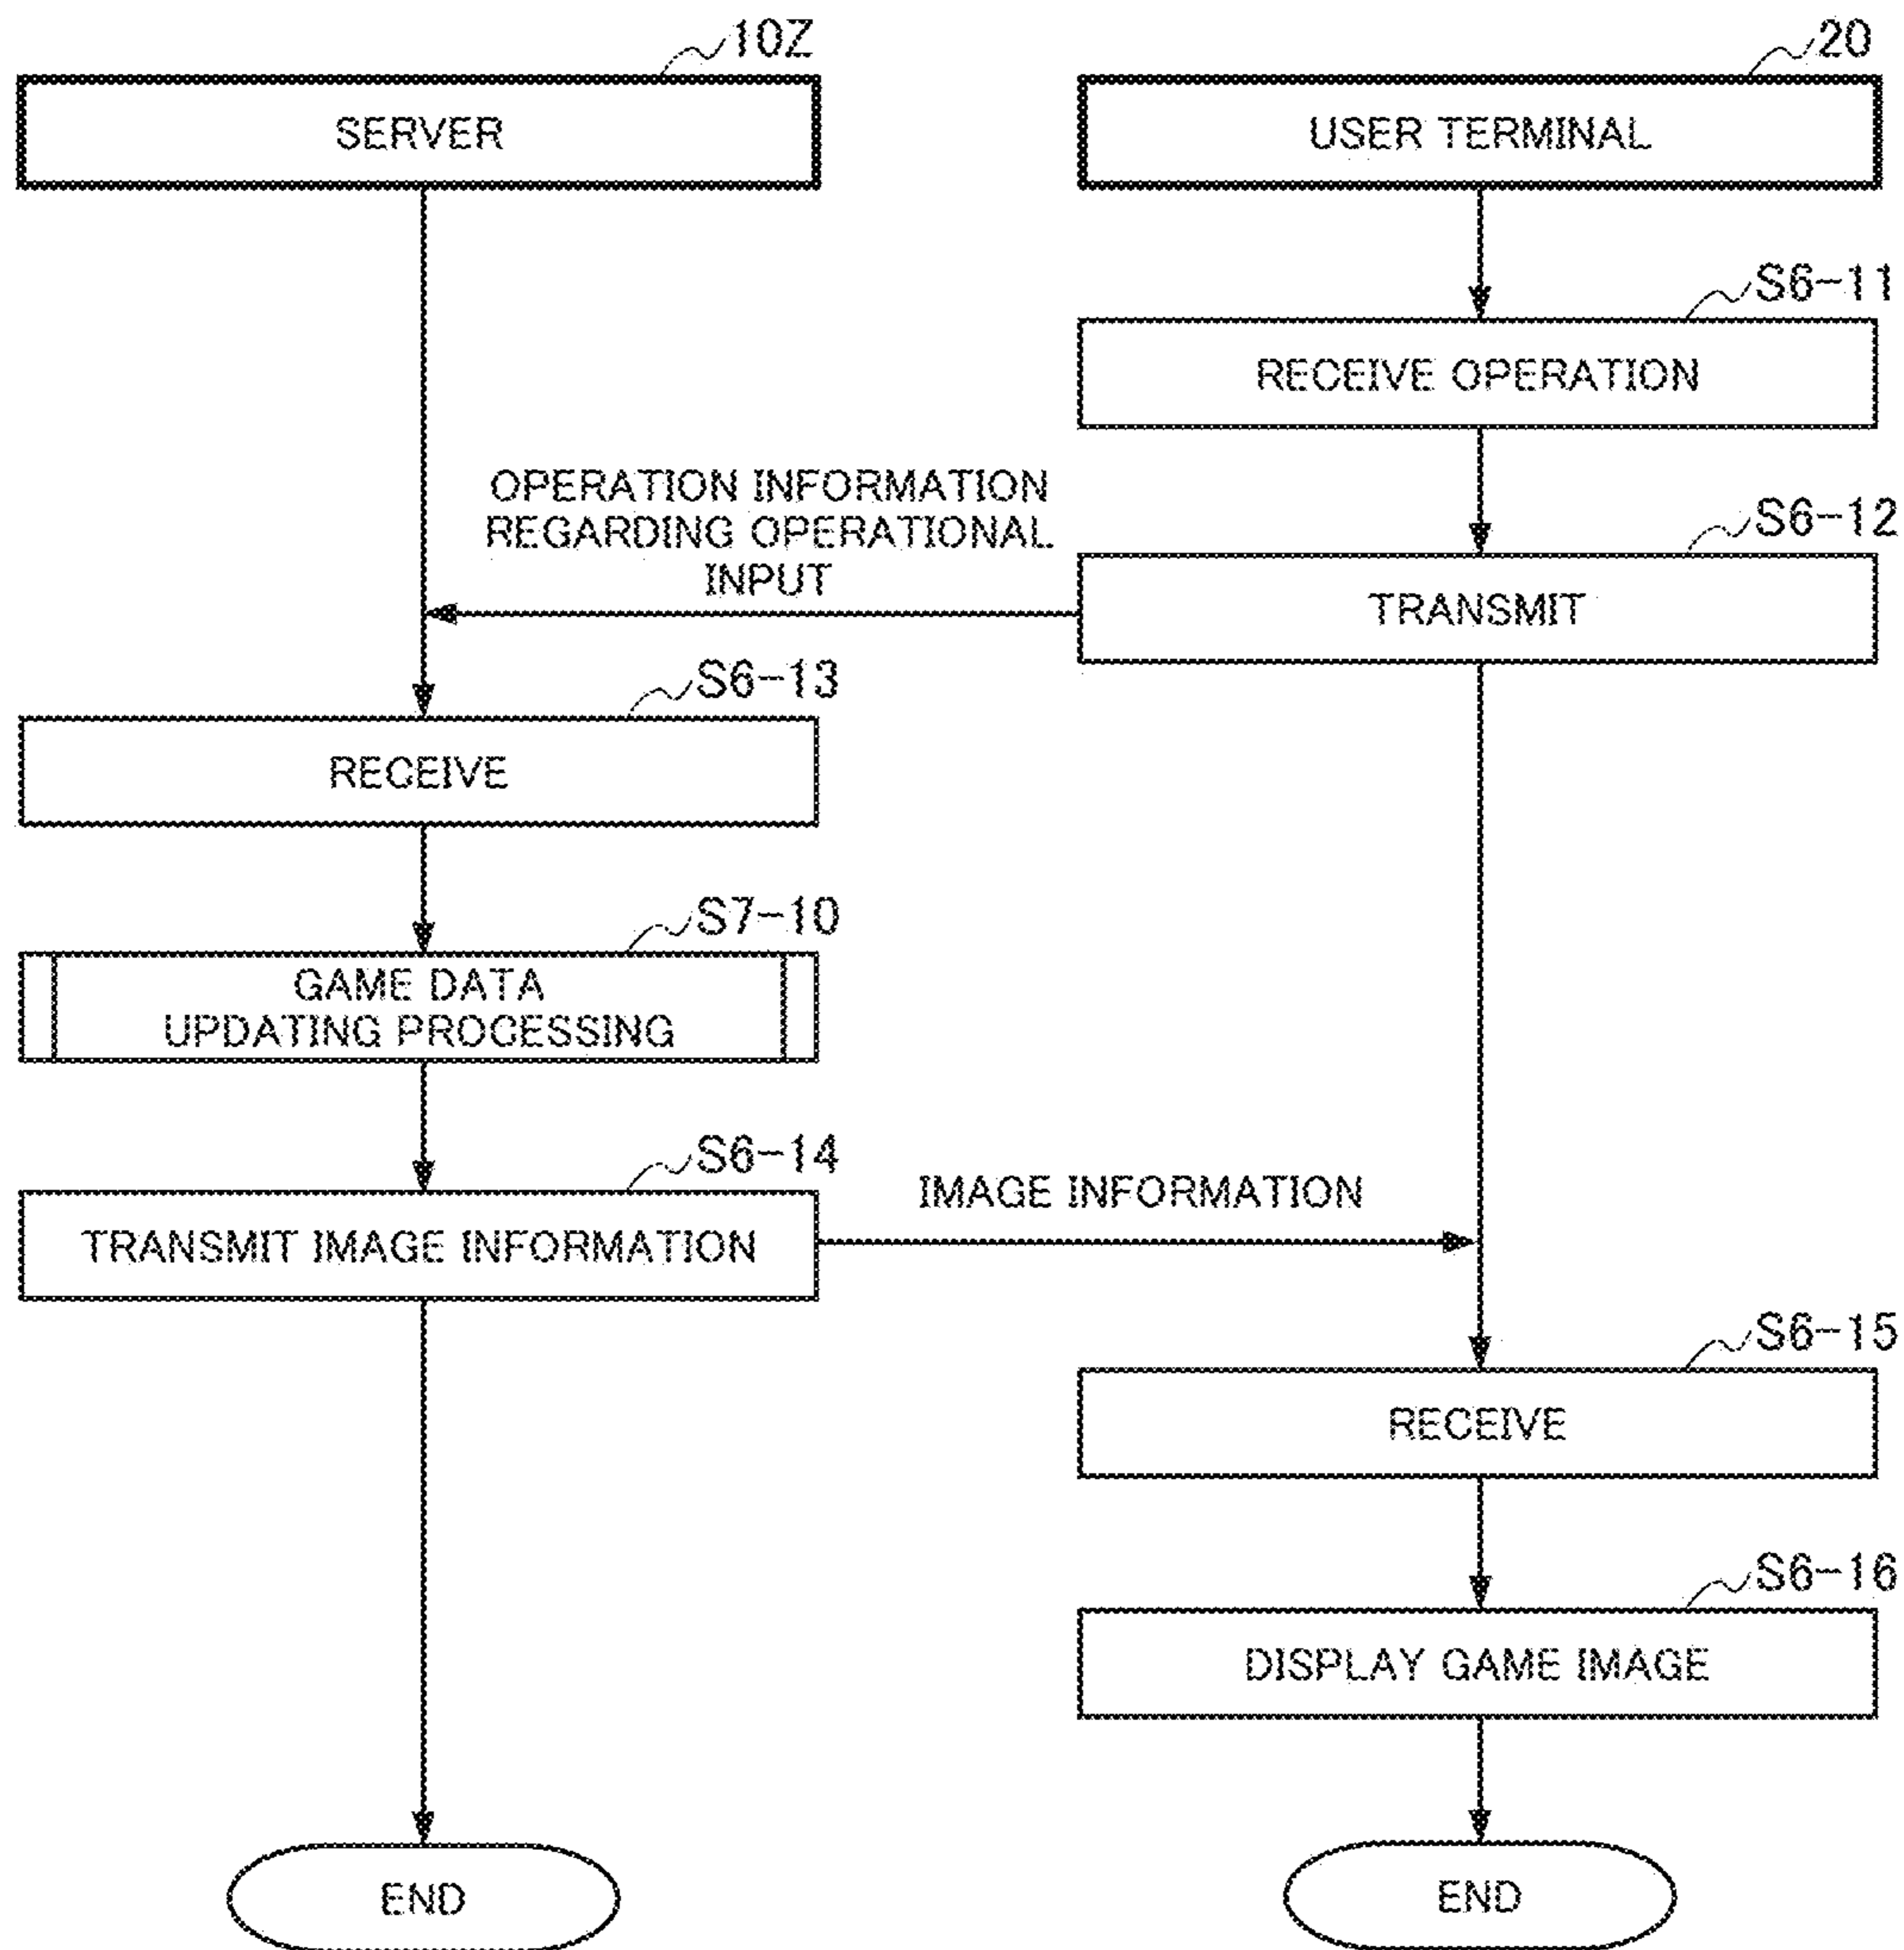 10Z
20
SERVER
USER TERMINAL
S6-11
RECEIVE OPERATION
OPERATION INFORMATION
REGARDING OPERATIONAL
INPUT
S6-12
TRANSMIT
S6-13
RECEIVE
S7-10
GAME DATA
UPDATING PROCESSING
S6-14
TRANSMIT IMAGE INFORMATION
IMAGE INFORMATION
S6-15
RECEIVE
S6-16
DISPLAY GAME IMAGE
END
END